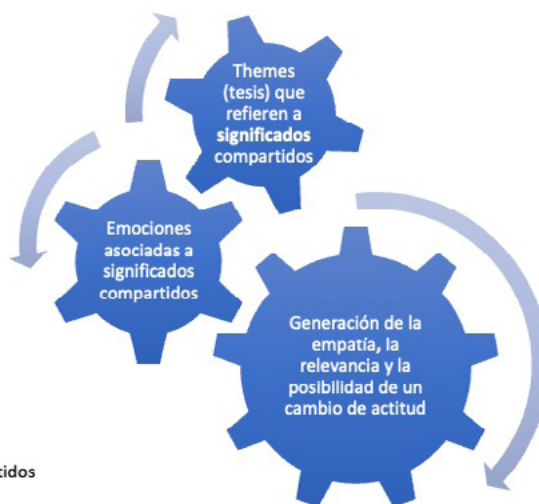 Themes
(tesis) que
refieren a
significados
compartidos
Emociones
asociadas a
significados
compartidos
Generación de la
empatía, la
relevancia y la
posibilidad de un
cambio de actitud
tidos